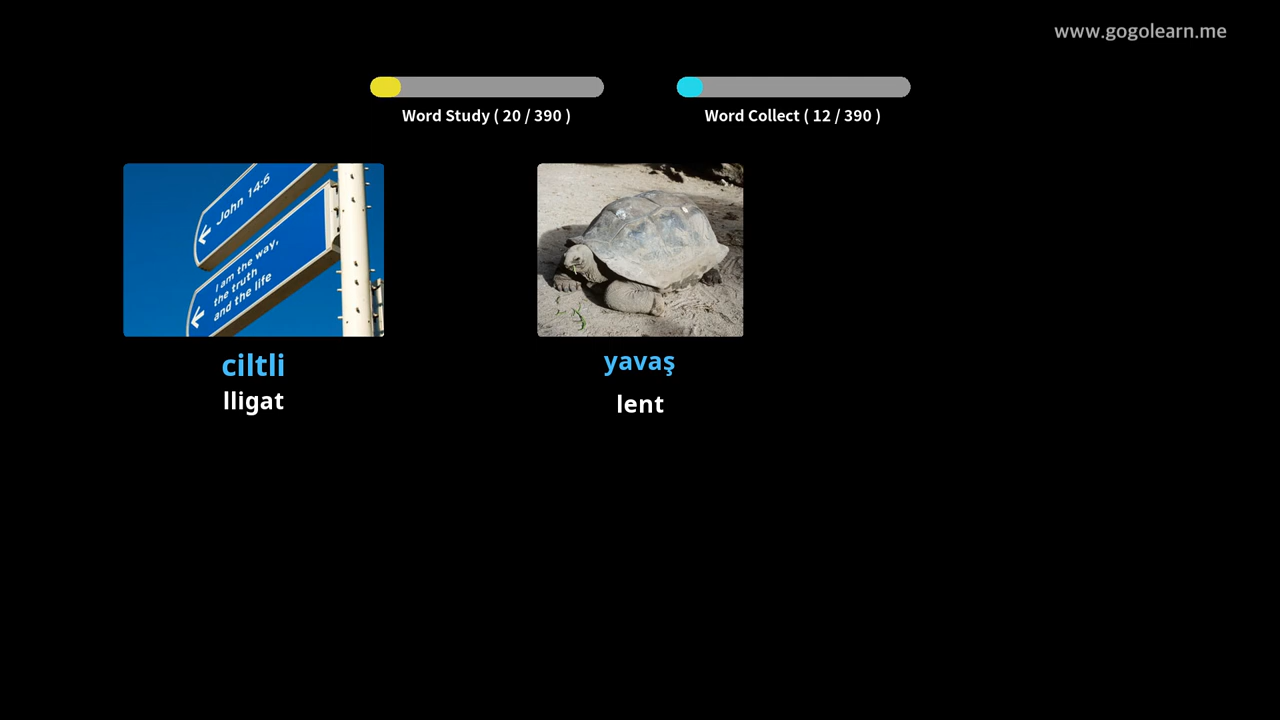 www.gogolearn.me
Word Study ( 20 / 390 )
Word Collect ( 12 / 390 )
John 14:6
I am the way,
the truth
and the life
ciltli
lligat
yavaş
lent